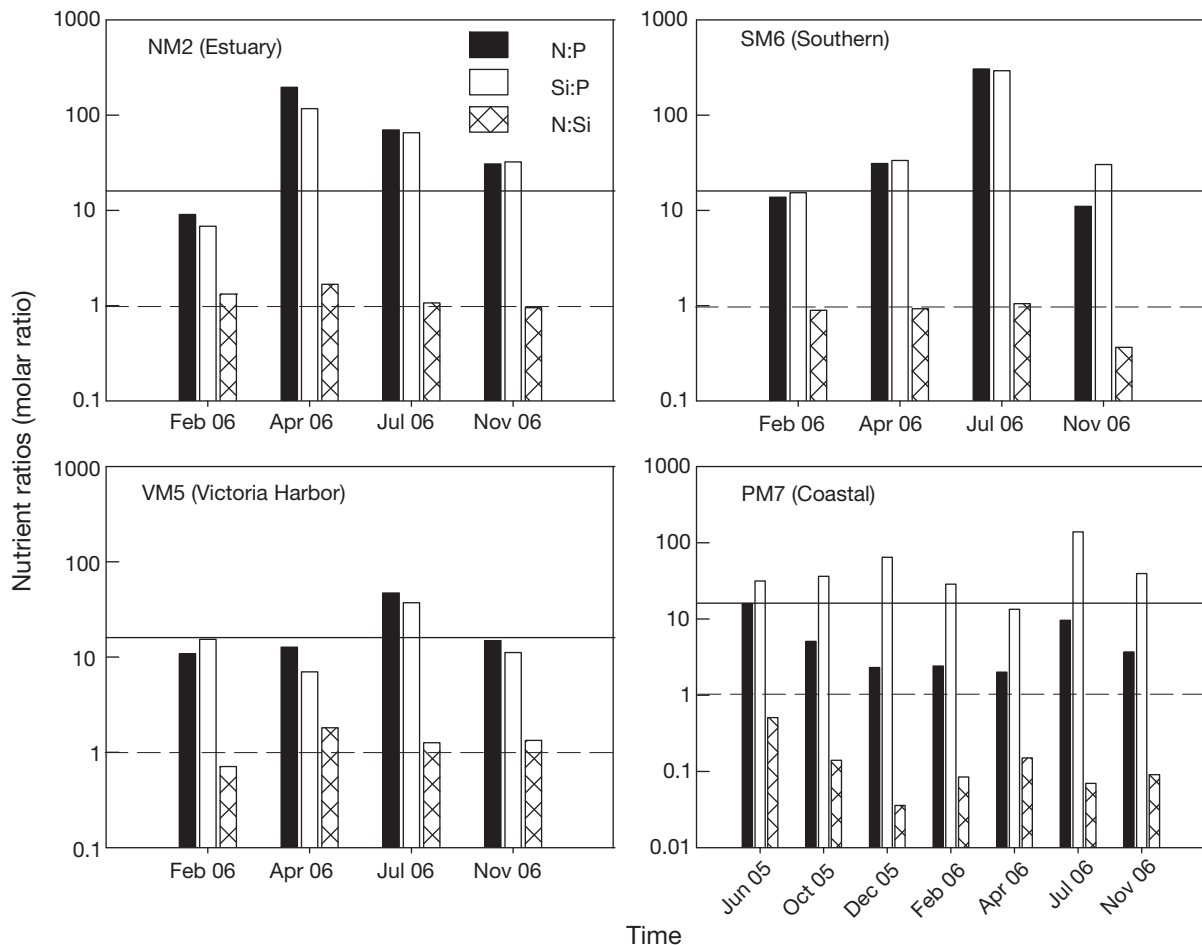 Nutrient ratios (molar ratio)
NM2 (Estuary)
N:P
Si:P
N:Si
1000
100
10
1
0.1
Feb 06 Apr 06 Jul 06 Nov 06
SM6 (Southern)
1000
100
10
1
0.1
Feb 06 Apr 06 Jul 06 Nov 06
VM5 (Victoria Harbor)
1000
100
10
1
0.1
Feb 06 Apr 06 Jul 06 Nov 06
PM7 (Coastal)
1000
100
10
1
0.1
0.01
Jun 05 Oct 05 Dec 05 Feb 06 Apr 06 Jul 06 Nov 06
Time